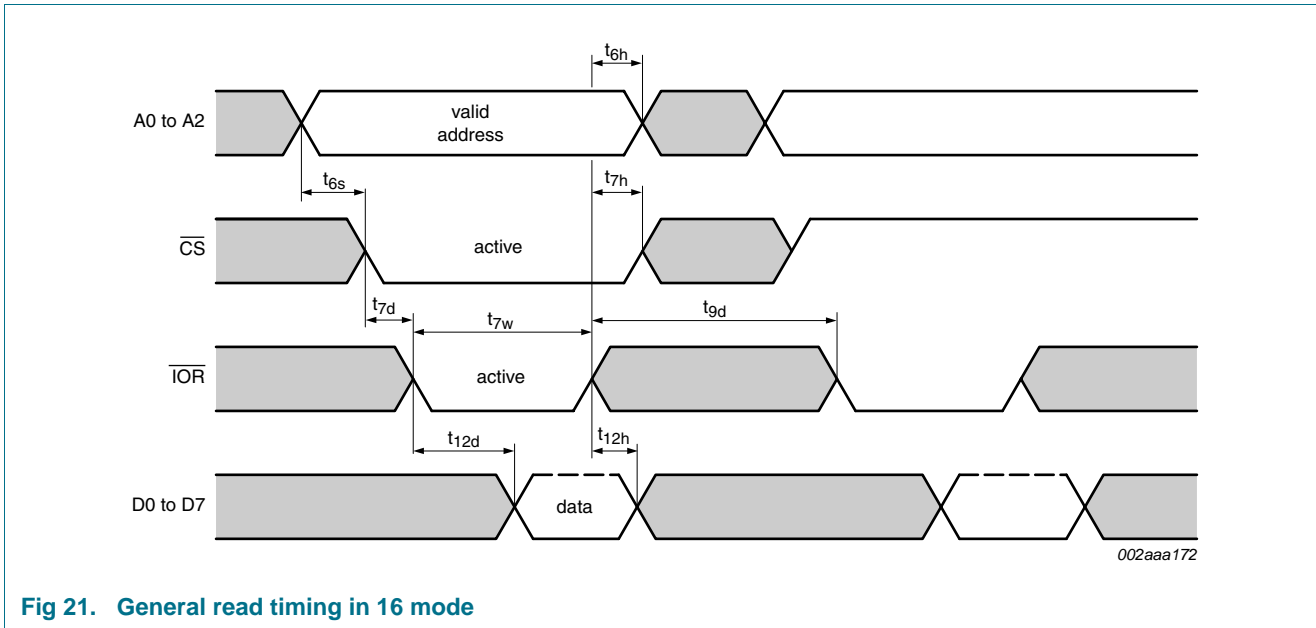 t6h
A0 to A2
valid
address
t6s
t7h
CS
active
t7d
t7w
t9d
IOR
active
t12d
t12h
D0 to D7
data
002aaa172
Fig 21. General read timing in 16 mode